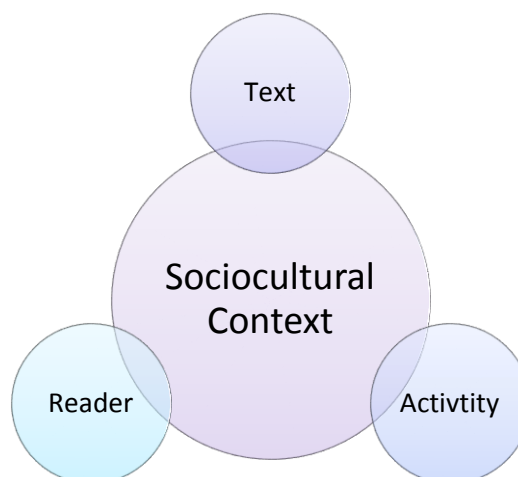 Text
Sociocultural
Context
Reader
Activtity